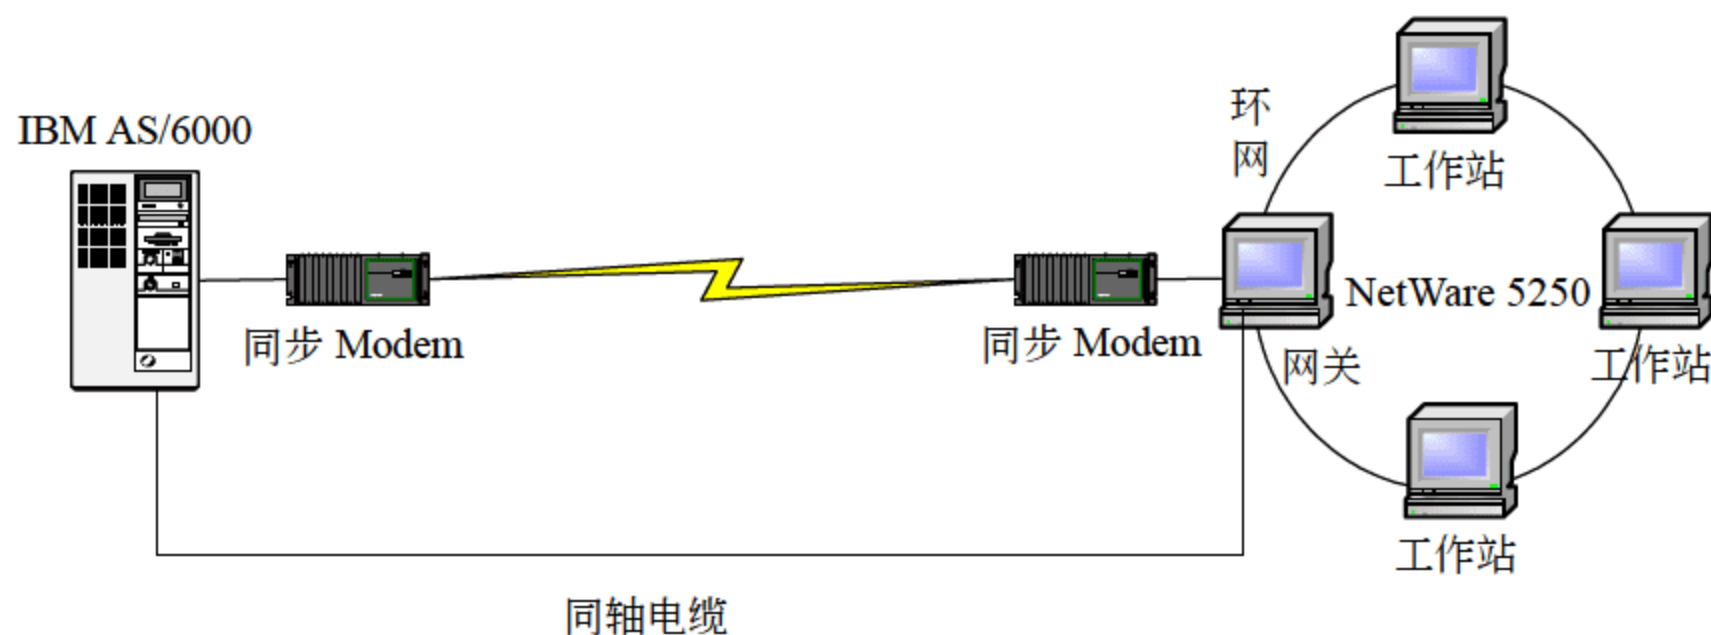 环
网
工作站
IBM AS/6000
同步 Modem
同步 Modem
NetWare 5250
网关
工作站
工作站
同轴电缆